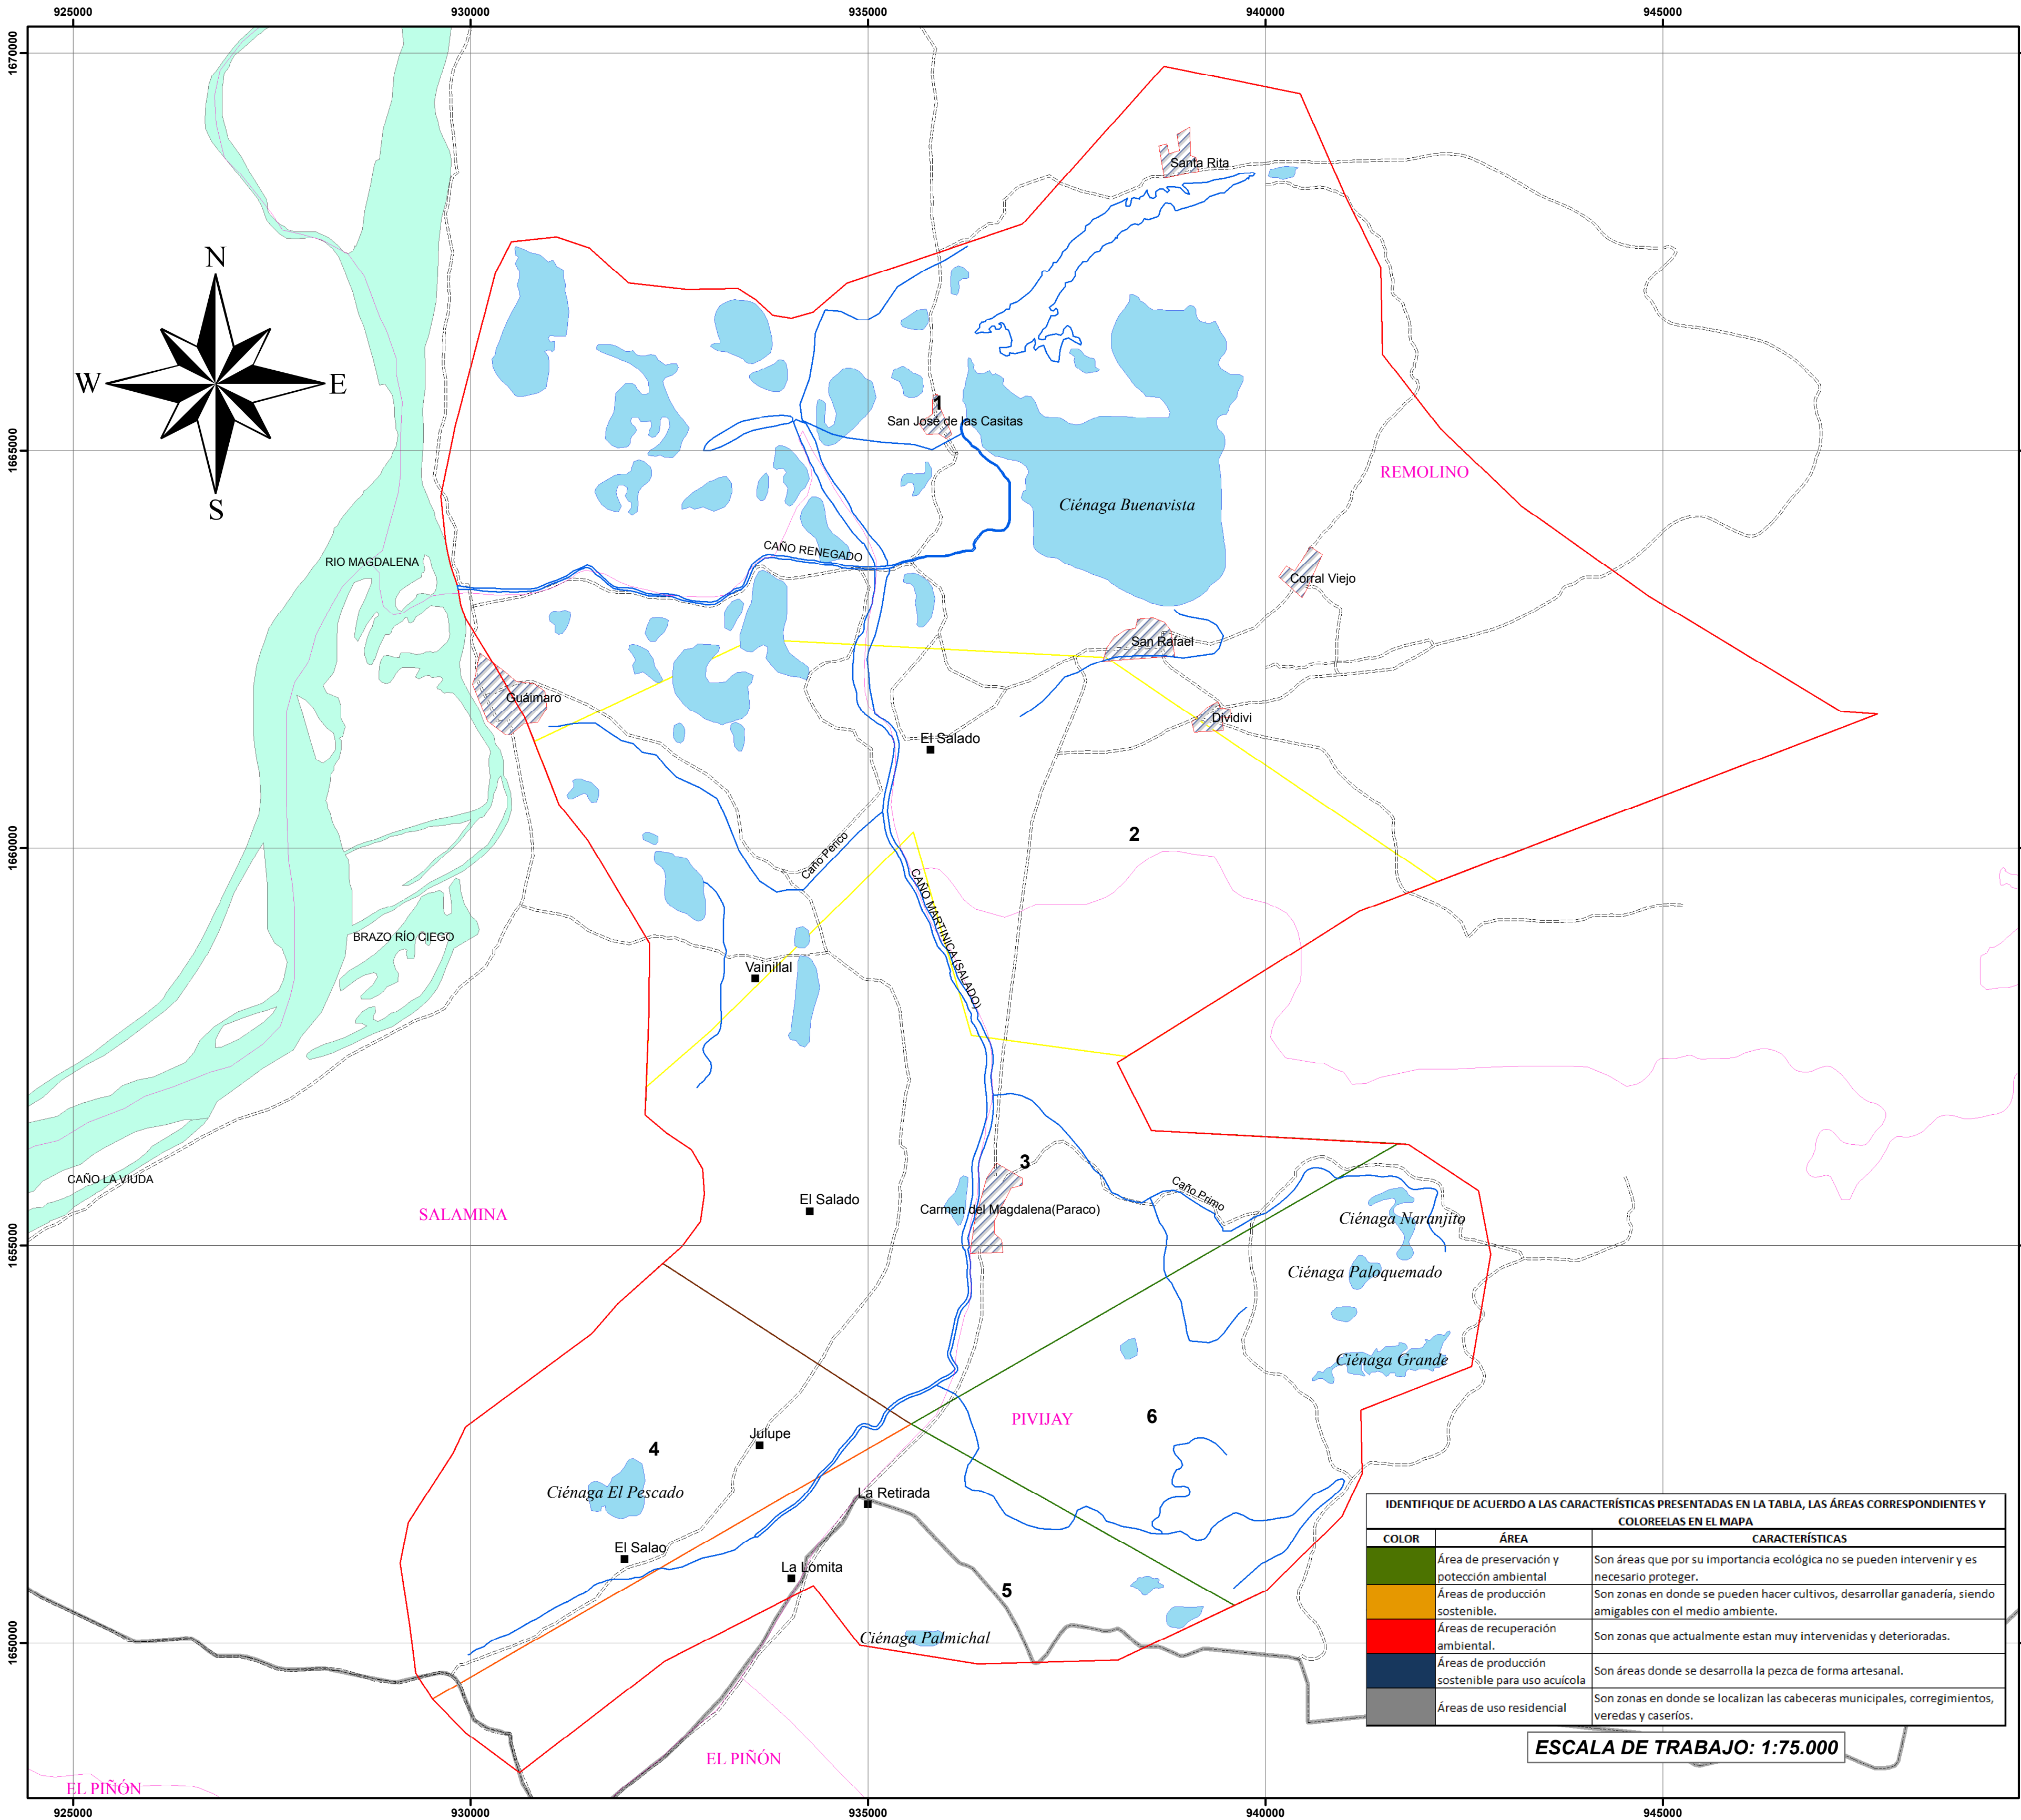 925000
930000
935000
940000
945000
1670000
Santa Rita
N
W
E
S
1
San José de las Casitas
1665000
REMOLINO
Ciénaga Buenavista
CAÑO RENEGADO
RIO MAGDALENA
Corral Viejo
San Rafael
Guáimaro
Dividivi
El Salado
2
1660000
Caño Perico
CAÑO MARTINICA (SALADO)
BRAZO RÍO CIEGO
Vainillal
3
CAÑO LA VIUDA
Caño Primo
El Salado
SALAMINA
Carmen del Magdalena(Paraco)
Ciénaga Naranjito
1655000
Ciénaga Paloquemado
Ciénaga Grande
PIVIJAY
6
Julupe
4
Ciénaga El Pescado
La Retirada
El Salao
La Lomita
5
Ciénaga Palmichal
1650000
IDENTIFIQUE DE ACUERDO A LAS CARACTERÍSTICAS PRESENTADAS EN LA TABLA, LAS ÁREAS CORRESPONDIENTES Y
COLOREELAS EN EL MAPA
COLOR ÁREA CARACTERÍSTICAS
Área de preservación y
potección ambiental
Son áreas que por su importancia ecológica no se pueden intervenir y es
necesario proteger.
Áreas de producción
sostenible.
Son zonas en donde se pueden hacer cultivos, desarrollar ganadería, siendo
amigables con el medio ambiente.
Áreas de recuperación
ambiental.
Son zonas que actualmente estan muy intervenidas y deterioradas.
Áreas de producción
sostenible para uso acuícola
Son áreas donde se desarrolla la pezca de forma artesanal.
Áreas de uso residencial
Son zonas en donde se localizan las cabeceras municipales, corregimientos,
veredas y caseríos.
ESCALA DE TRABAJO: 1:75.000
EL PIÑÓN
EL PIÑÓN
925000
930000
935000
940000
945000